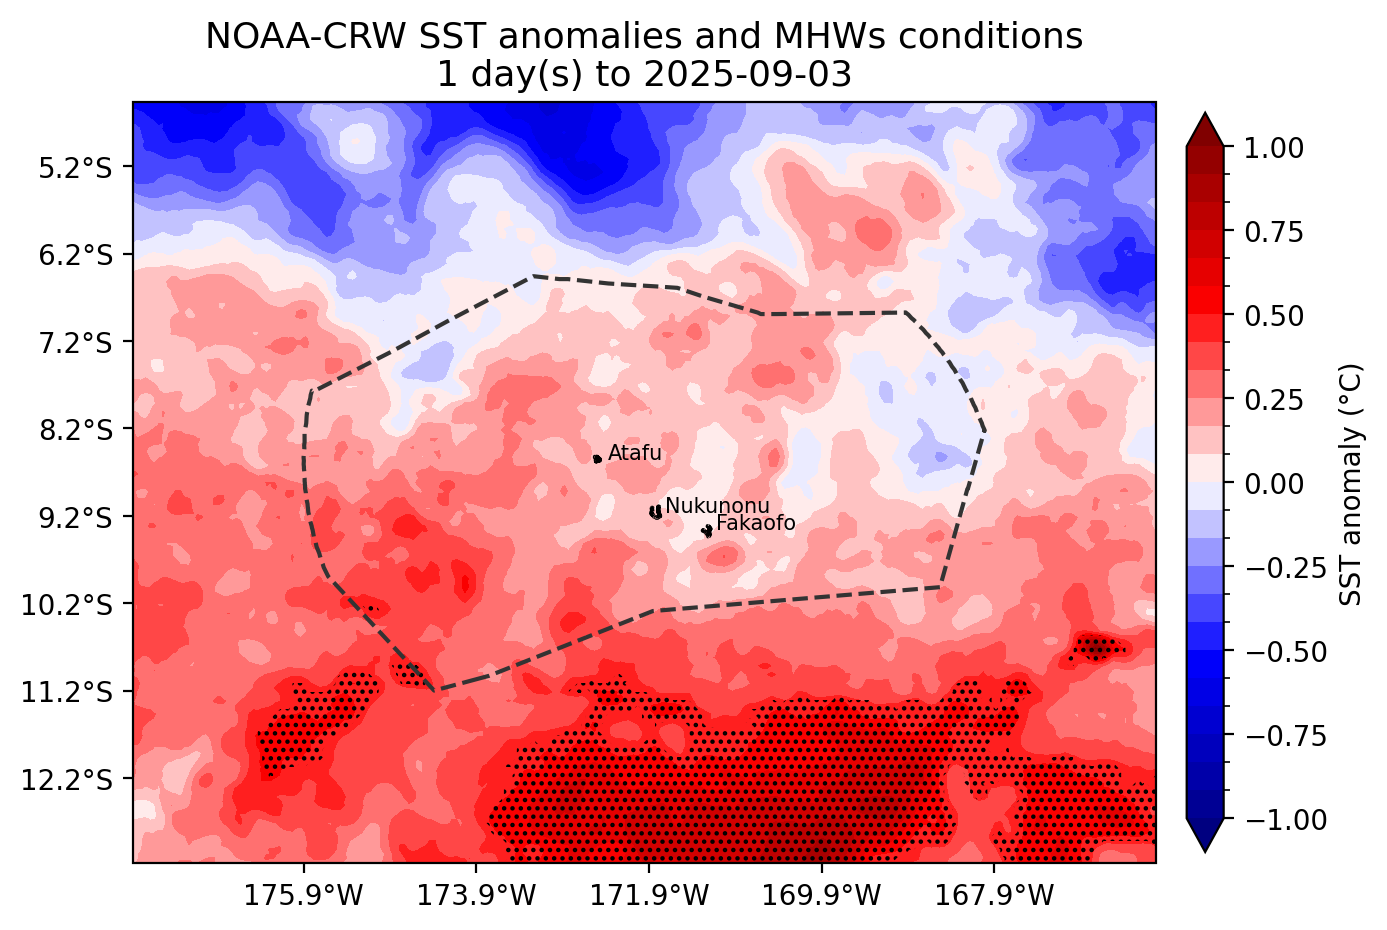 NOAA-CRW SST anomalies and MHWs conditions
1 day(s) to 2025-09-03
5.2°S
6.2°S
7.2°S
8.2°S
9.2°S
10.2°S
11.2°S
12.2°S
Atafu
Nukunonu
Fakaofo
175.9°W
173.9°W
171.9°W
169.9°W
167.9°W
1.00
0.75
0.50
0.25
0.00
−0.25
−0.50
−0.75
−1.00
SST anomaly (°C)